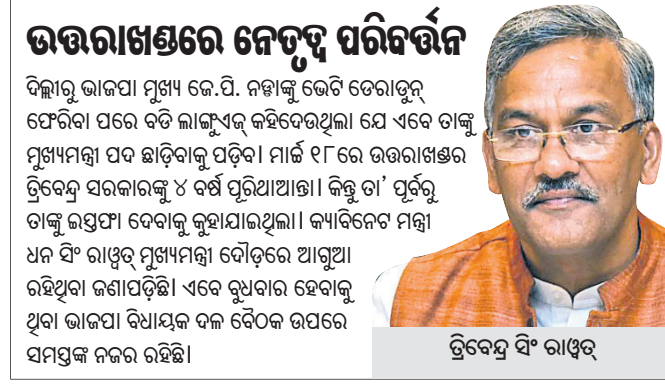 ଉତ୍ତରାଖଣ୍ଡରେ ନେତୃତ୍ୱ ପରିବର୍ତ୍ତନ
ଦିଲ୍ଲୀରୁ ଭାଜପା ମୁଖ୍ୟ ଜେ.ପି. ନଡ୍ଡାଙ୍କୁ ଭେଟି ଡେରାଡୁନ୍
ଫେରିବା ପରେ ବଡି ଲାଙ୍ଗୁଏଜ୍ କହିଦେଉଥିଲା ଯେ ଏବେ ତାଙ୍କୁ
ମୁଖ୍ୟମନ୍ତ୍ରୀ ପଦ ଛାଡ଼ିବାକୁ ପଡ଼ିବ। ମାର୍ଚ୍ଚ ୧୮ରେ ଉତ୍ତରାଖଣ୍ଡର
ତ୍ରିବେନ୍ଦ୍ର ସରକାରଙ୍କୁ ୪ ବର୍ଷ ପୂରିଥାଆନ୍ତା। କିନ୍ତୁ ତା’ ପୂର୍ବରୁ
ତାଙ୍କୁ ଇସ୍ତଫା ଦେବାକୁ କୁହାଯାଇଥିଲା। କ୍ୟାବିନେଟ ମନ୍ତ୍ରୀ
ଧନ ସିଂ ରାୱତ୍ ମୁଖ୍ୟମନ୍ତ୍ରୀ ଦୌଡ଼ରେ ଆଗୁଆ
ରହିଥିବା ଜଣାପଡ଼ିଛି। ଏବେ ବୁଧବାର ହେବାକୁ
ଥିବା ଭାଜପା ବିଧାୟକ ଦଳ ବୈଠକ ଉପରେ
ସମସ୍ତଙ୍କ ନଜର ରହିଛି।
ତ୍ରିବେନ୍ଦ୍ର ସିଂ ରାୱତ୍